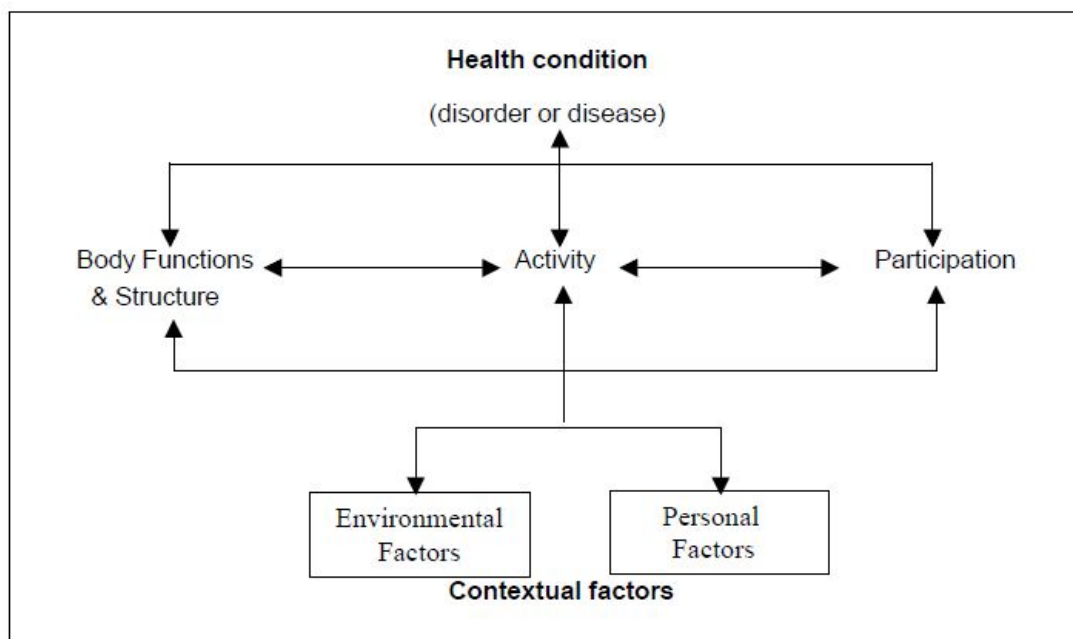 Health condition
(disorder or disease)
Body Functions
& Structure
Activity
Participation
Environmental
Factors
Personal
Factors
Contextual factors